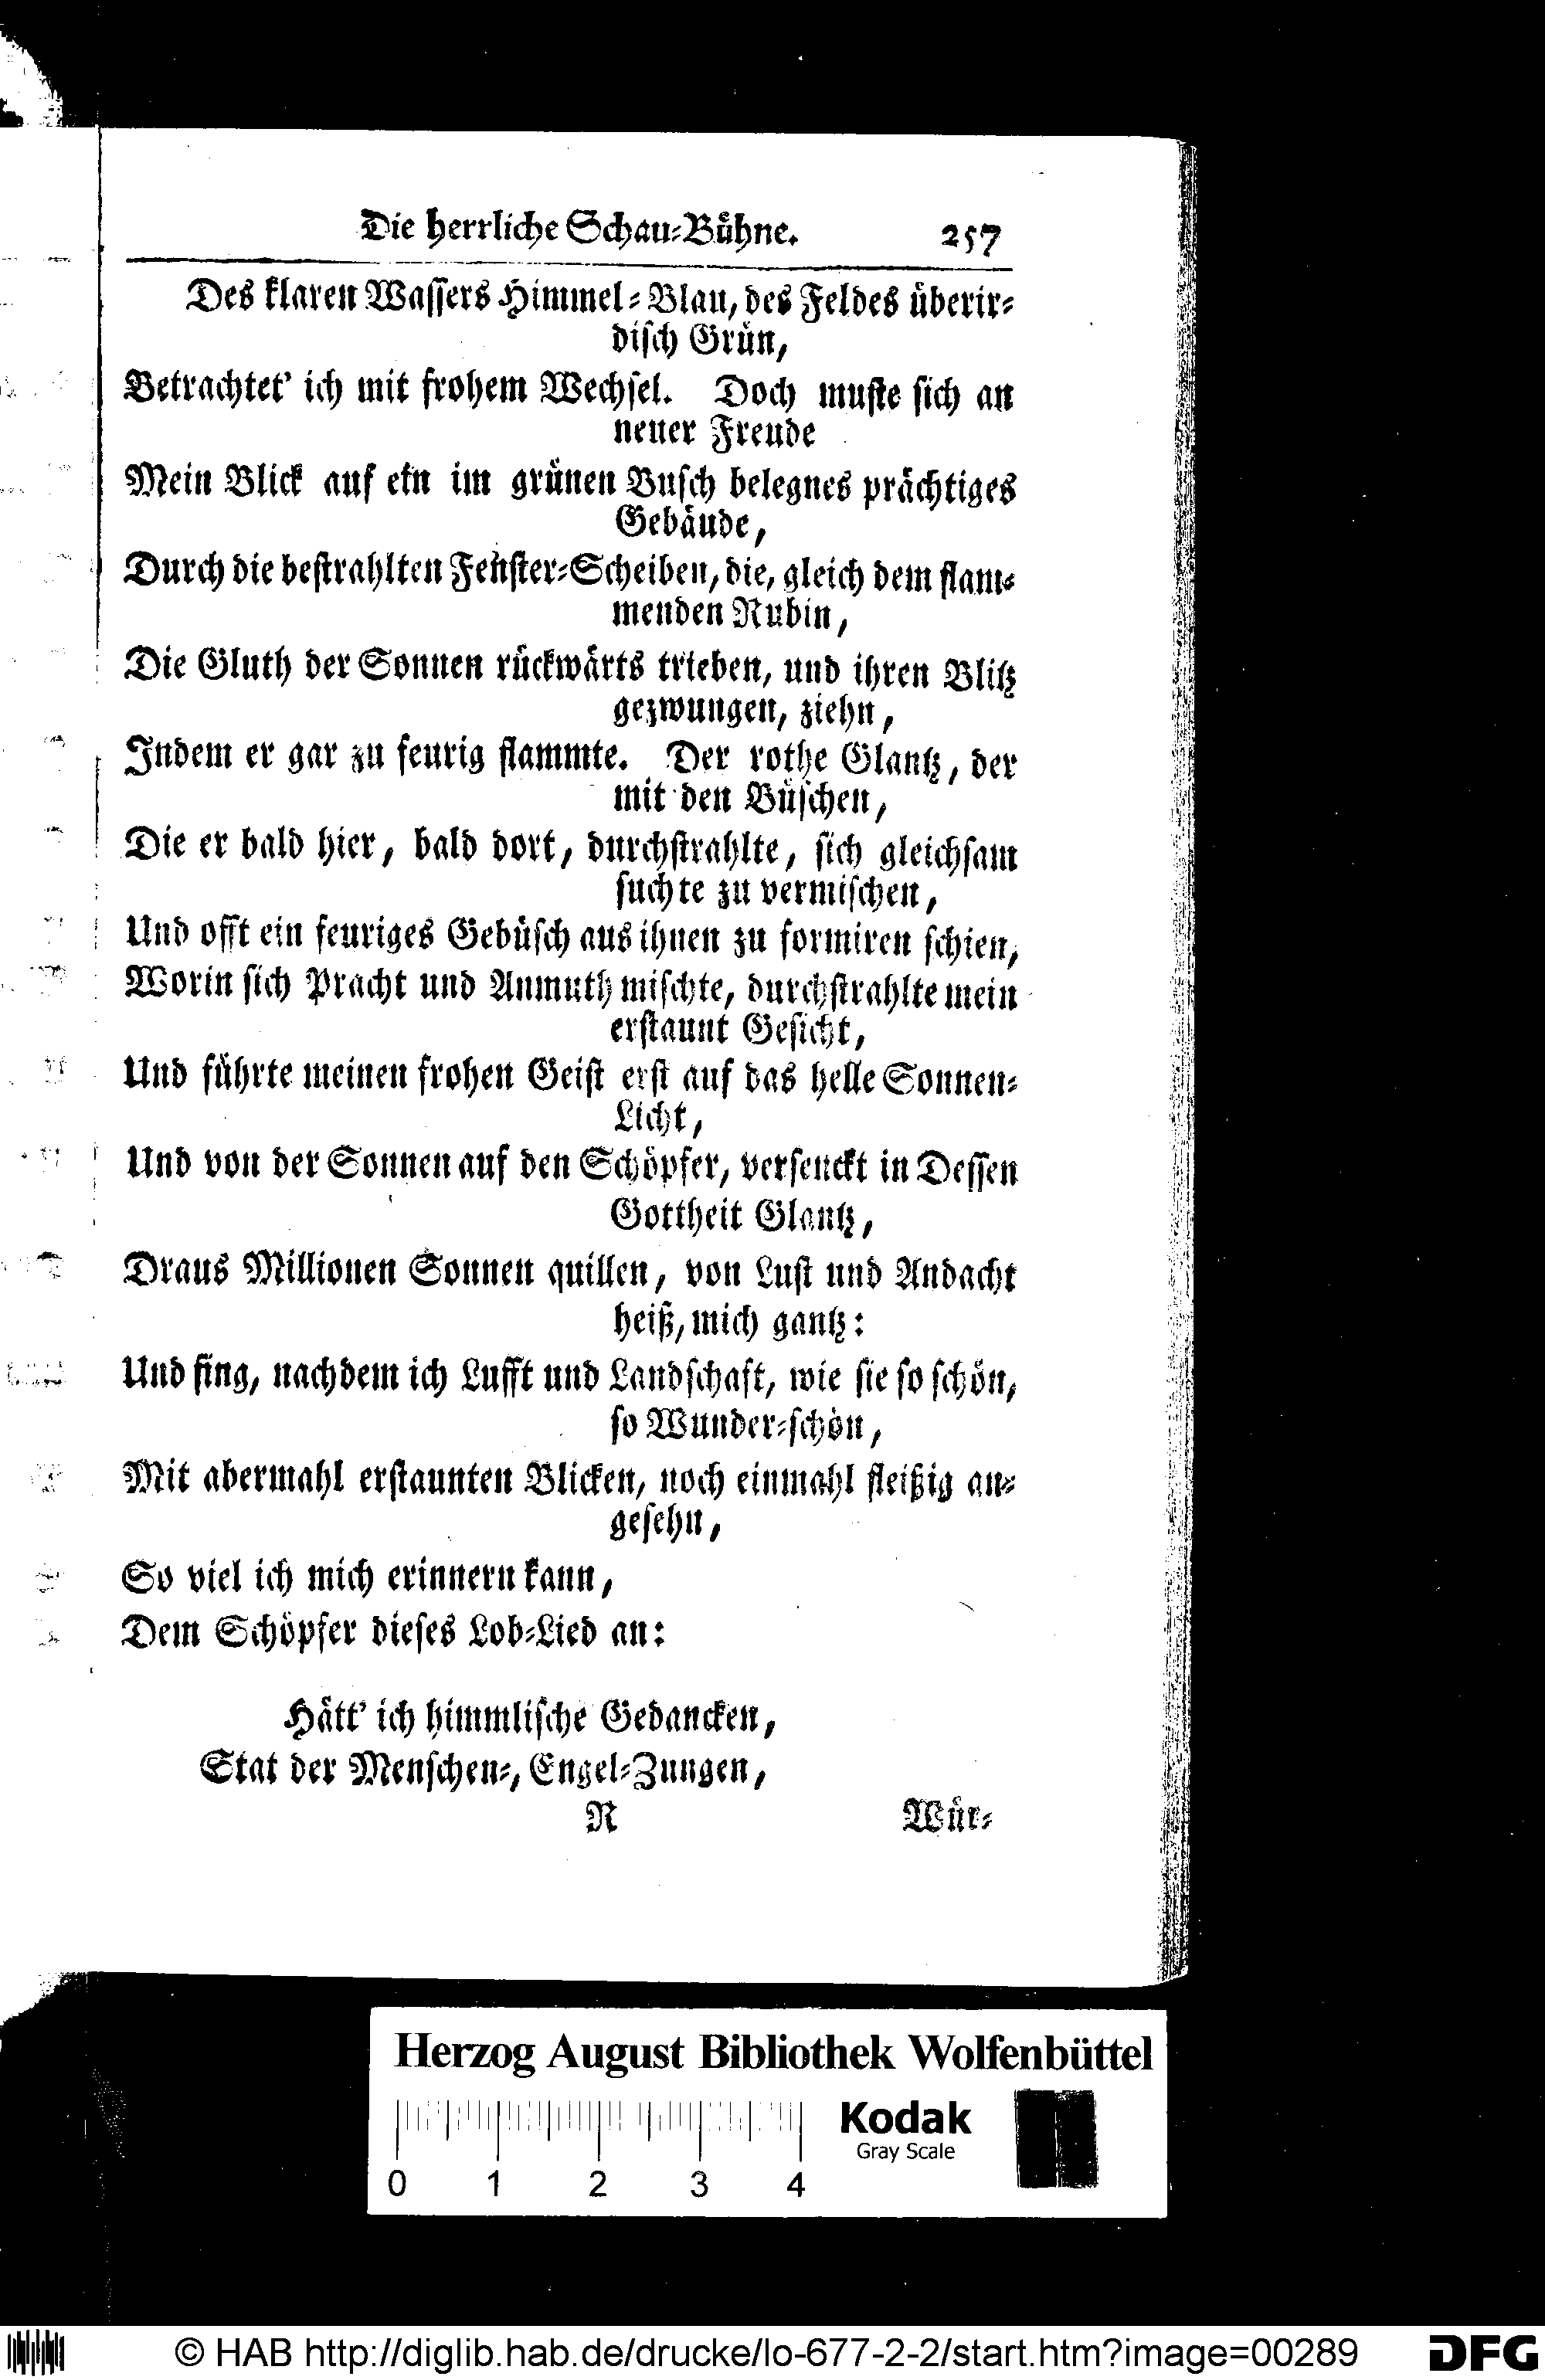 Die herrliche Schau-Bühne. 257
Des klaren Wassers Himmel-Blau, des Feldes überir-
disch Grün,
Betrachtet' ich mit frohem Wechsel. Doch muste sich an
neuer Freude
Mein Blick auf ein im grünen Busch belegnes prächtiges
Gebäude,
Durch die bestrahlten Fenster-Scheiben, die, gleich dem flam-
menden Rubin,
Die Gluth der Sonnen rückwärts trieben, und ihren Blitz
gezwungen, ziehn,
Indem er gar zu feurig flammte. Der rothe Glantz, der
mit den Büschen,
Die er bald hier, bald dort, durchstrahlte, sich gleichsam
suchte zu vermischen,
Und offt ein feuriges Gebüsch aus ihnen zu formiren schien,
Worin sich Pracht und Anmuth mischte, durchstrahlte mein
erstaunt Gesicht,
Und führte meinen frohen Geist erst auf das helle Sonnen-
Licht,
Und von der Sonnen auf den Schöpfer, versenckt in Dessen
Gottheit Glantz,
Draus Millionen Sonnen quillen, von Lust und Andacht
heiß, mich gantz:
Und fing, nachdem ich Lufft und Landschaft, wie sie so schön,
so Wunder-schön,
Mit abermahl erstaunten Blicken, noch einmahl fleißig an-
gesehn,
So viel ich mich erinnern kann,
Dem Schöpfer dieses Lob-Lied an:
Hätt' ich himmlische Gedancken,
Stat der Menschen-, Engel-Zungen,
R Wür-
Herzog August Bibliothek Wolfenbüttel
Kodak
Gray Scale
0 1 2 3 4
© HAB http://diglib.hab.de/drucke/lo-677-2-2/start.htm?image=00289 DFG